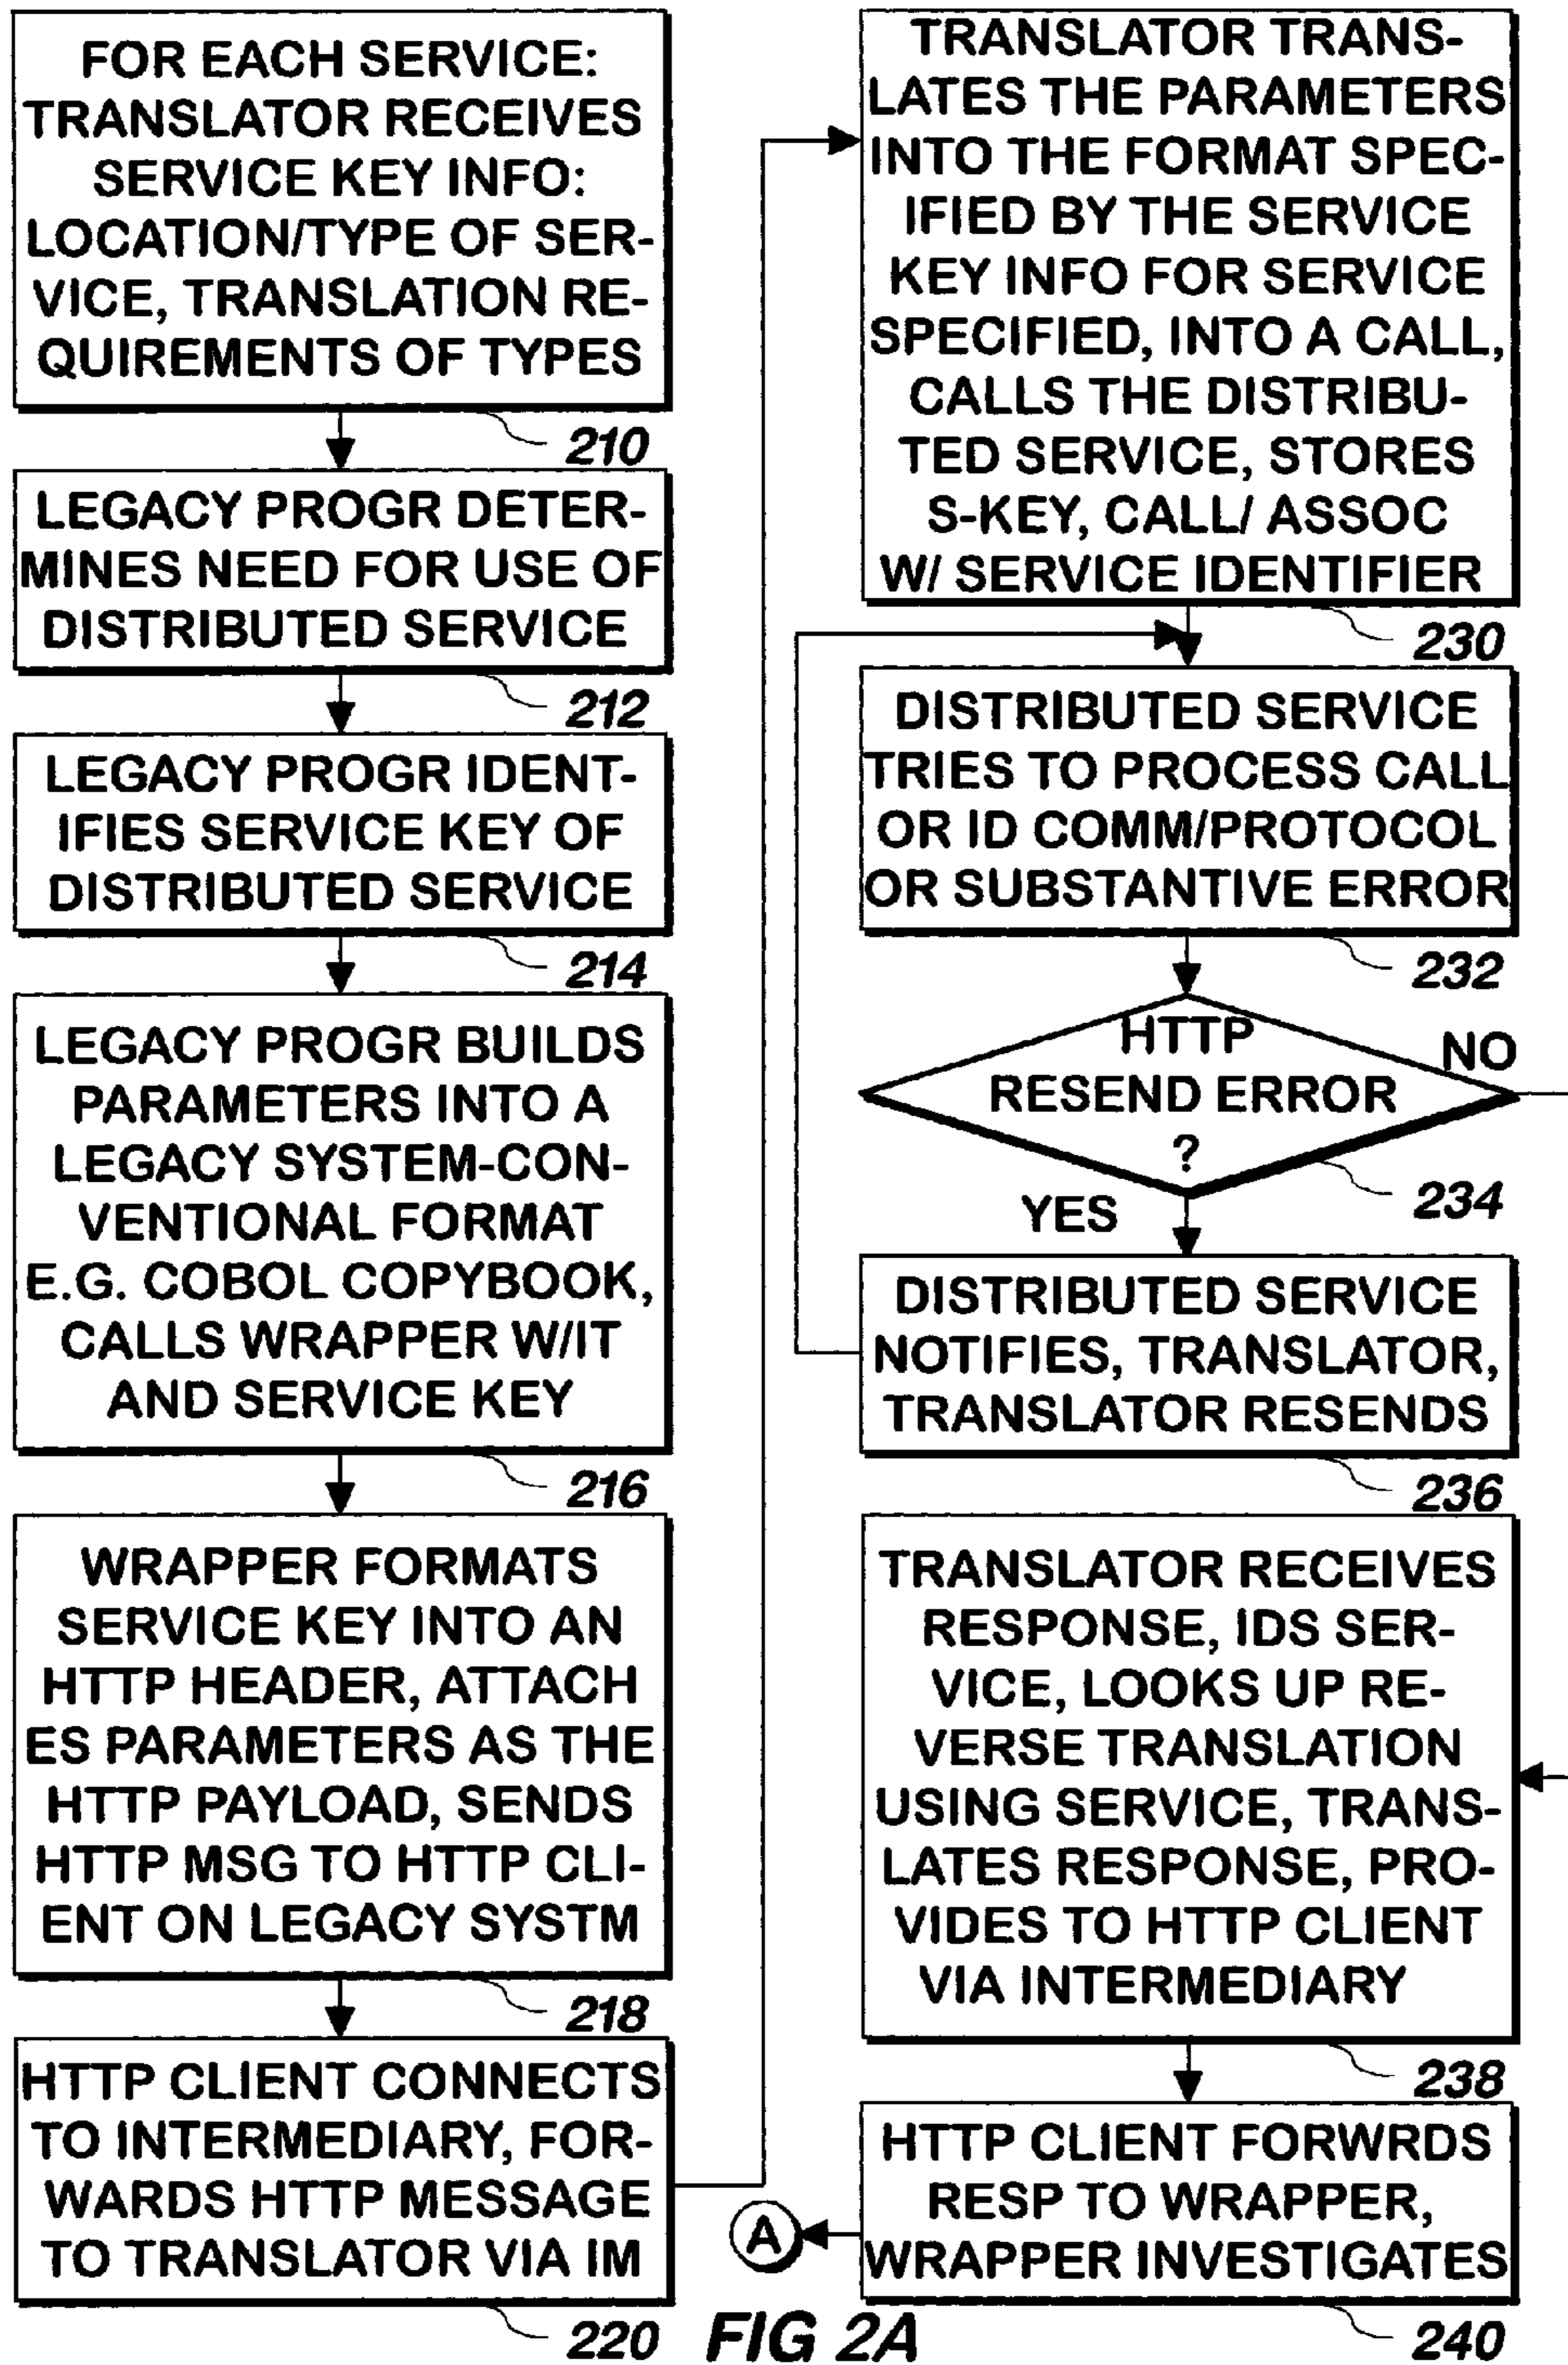 FOR EACH SERVICE:
TRANSLATOR RECEIVES
SERVICE KEY INFO:
LOCATION/TYPE OF SER-
VICE, TRANSLATION RE-
QUIREMENTS OF TYPES
210
LEGACY PROGR DETER-
MINES NEED FOR USE OF
DISTRIBUTED SERVICE
212
LEGACY PROGR IDENT-
IFIES SERVICE KEY OF
DISTRIBUTED SERVICE
214
LEGACY PROGR BUILDS
PARAMETERS INTO A
LEGACY SYSTEM-CON-
VENTIONAL FORMAT
E.G. COBOL COPYBOOK,
CALLS WRAPPER W/IT
AND SERVICE KEY
216
WRAPPER FORMATS
SERVICE KEY INTO AN
HTTP HEADER, ATTACH
ES PARAMETERS AS THE
HTTP PAYLOAD, SENDS
HTTP MSG TO HTTP CLI-
ENT ON LEGACY SYSTM
218
HTTP CLIENT CONNECTS
TO INTERMEDIARY, FOR-
WARDS HTTP MESSAGE
TO TRANSLATOR VIA IM
220
TRANSLATOR TRANS-
LATES THE PARAMETERS
INTO THE FORMAT SPEC-
IFIED BY THE SERVICE
KEY INFO FOR SERVICE
SPECIFIED, INTO A CALL,
CALLS THE DISTRIBU-
TED SERVICE, STORES
S-KEY, CALL/ ASSOC
W/ SERVICE IDENTIFIER
230
DISTRIBUTED SERVICE
TRIES TO PROCESS CALL
OR ID COMM/PROTOCOL
OR SUBSTANTIVE ERROR
232
HTTP
RESEND ERROR
?
NO
234
YES
DISTRIBUTED SERVICE
NOTIFIES, TRANSLATOR,
TRANSLATOR RESENDS
236
TRANSLATOR RECEIVES
RESPONSE, IDS SER-
VICE, LOOKS UP RE-
VERSE TRANSLATION
USING SERVICE, TRANS-
LATES RESPONSE, PRO-
VIDES TO HTTP CLIENT
VIA INTERMEDIARY
238
HTTP CLIENT FORWRDS
RESP TO WRAPPER,
WRAPPER INVESTIGATES
240
A
FIG 2A